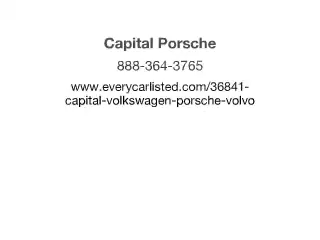 Capital Porsche
888-364-3765
www.everycarlisted.com/36841-
capital-volkswagen-porsche-volvo